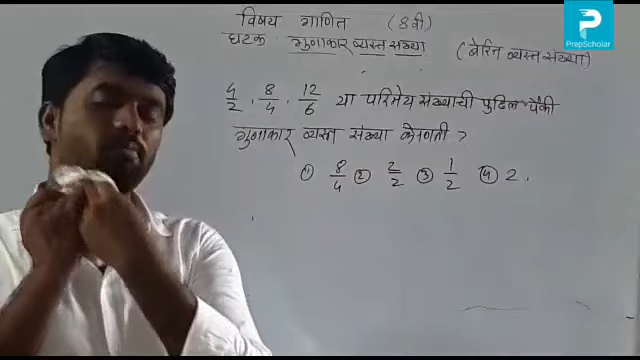 विषय गणित (8वी)
घटक गुणाकार व्यस्त संख्या (बेरिज व्यस्त संख्या)
4/2, 8/4, 12/6 या परिमेय संख्याची पुढिल पैकी
गुणाकार व्यस्त संख्या कोणती ?
① 8/4 ② 2/2 ③ 1/2 ④ 2.
PrepScholar